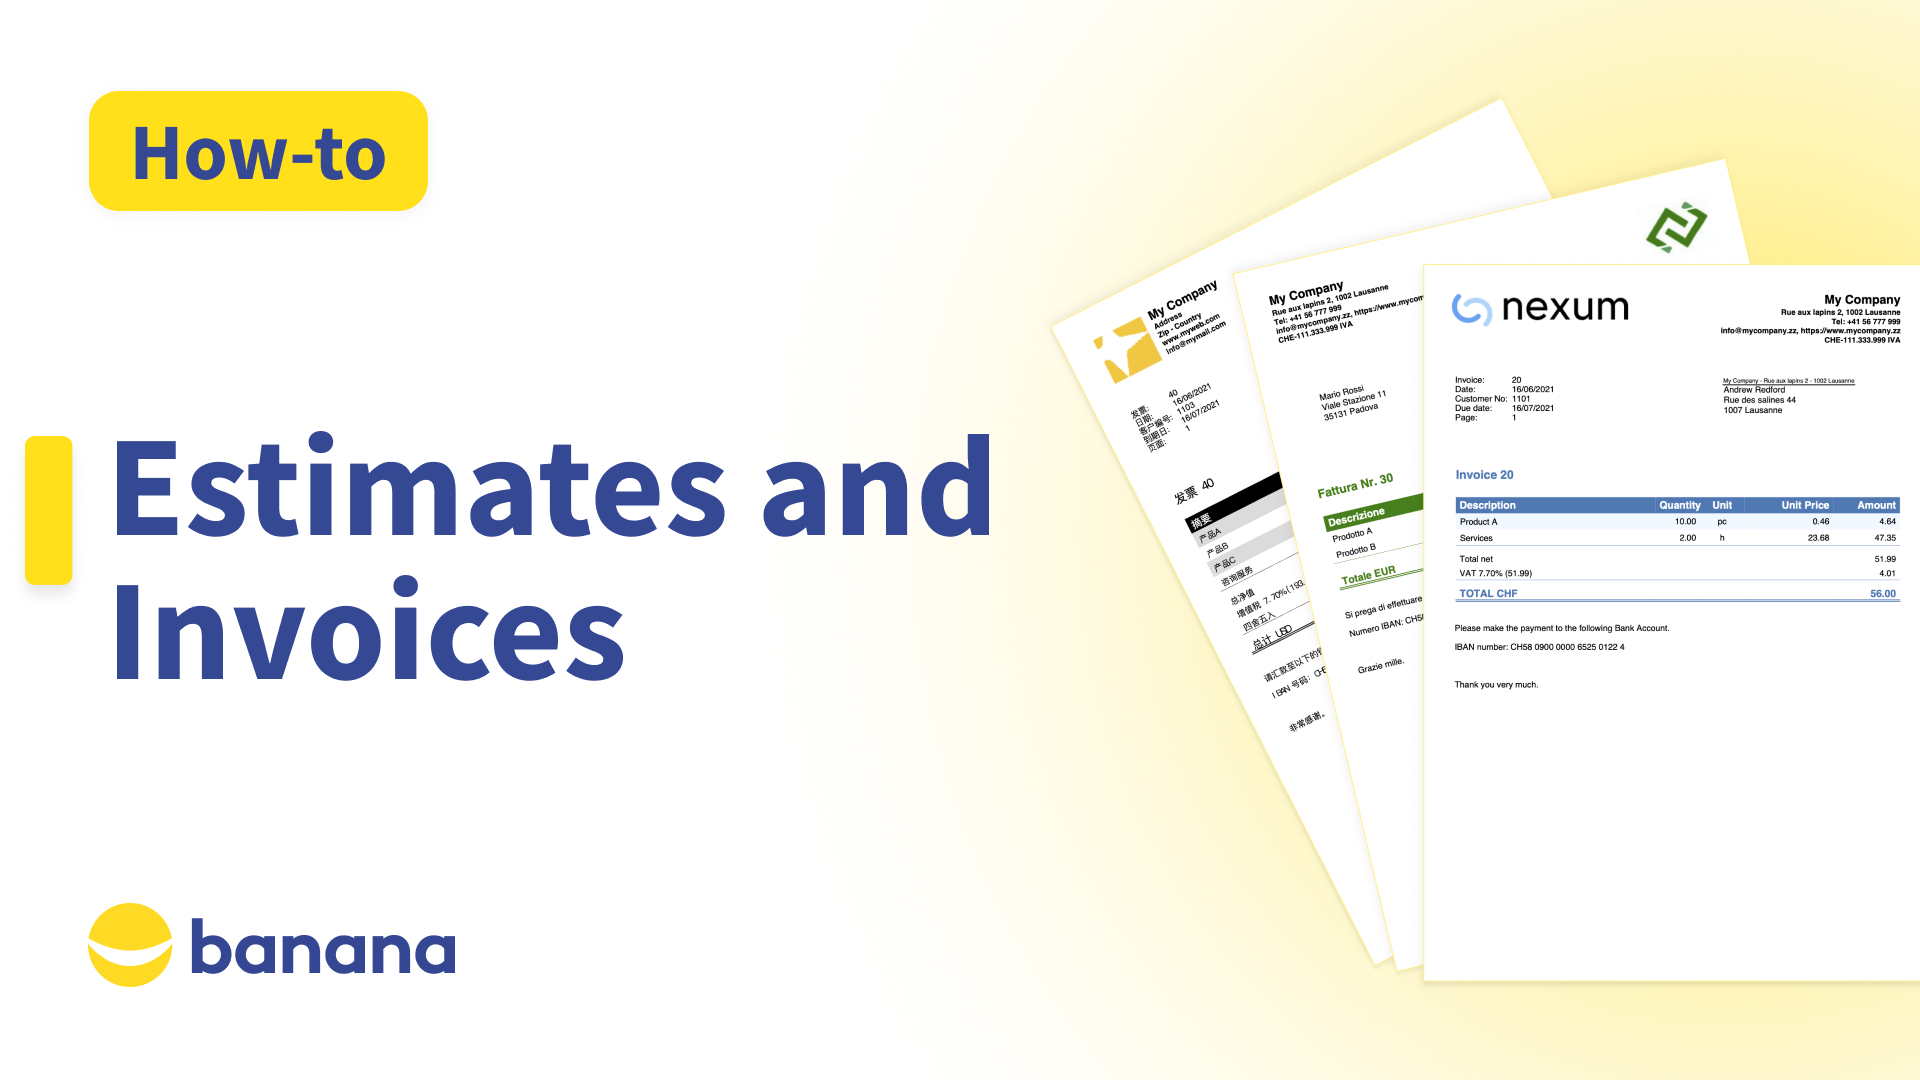 How-to
Estimates and
Invoices
banana
My Company
Address
Zip - Country
www.myweb.com
info@mymail.com
发票: 40
日期: 16/06/2021
客户编号: 1103
到期日: 16/07/2021
页面: 1
发票 40
摘要
产品A
产品B
产品C
咨询服务
总净值
增值税 7.70%(193.
四舍五入
总计 USD
请汇款至以下的
IBAN 号码: CH5
非常感谢。
My Company
Rue aux lapins 2, 1002 Lausanne
Tel: +41 56 777 999
info@mycompany.zz, https://www.mycom
CHE-111.333.999 IVA
Mario Rossi
Viale Stazione 11
35131 Padova
Fattura Nr. 30
Descrizione
Prodotto A
Prodotto B
Totale EUR
Si prega di effettuare
Numero IBAN: CH58
Grazie mille.
nexum
My Company
Rue aux lapins 2, 1002 Lausanne
Tel: +41 56 777 999
info@mycompany.zz, https://www.mycompany.zz
CHE-111.333.999 IVA
Invoice: 20
Date: 16/06/2021
Customer No: 1101
Due date: 16/07/2021
Page: 1
My Company - Rue aux lapins 2 - 1002 Lausanne
Andrew Redford
Rue des salines 44
1007 Lausanne
Invoice 20
Description Quantity Unit Unit Price Amount
Product A 10.00 pc 0.46 4.64
Services 2.00 h 23.68 47.35
Total net 51.99
VAT 7.70% (51.99) 4.01
TOTAL CHF 56.00
Please make the payment to the following Bank Account.
IBAN number: CH58 0900 0000 6525 0122 4
Thank you very much.